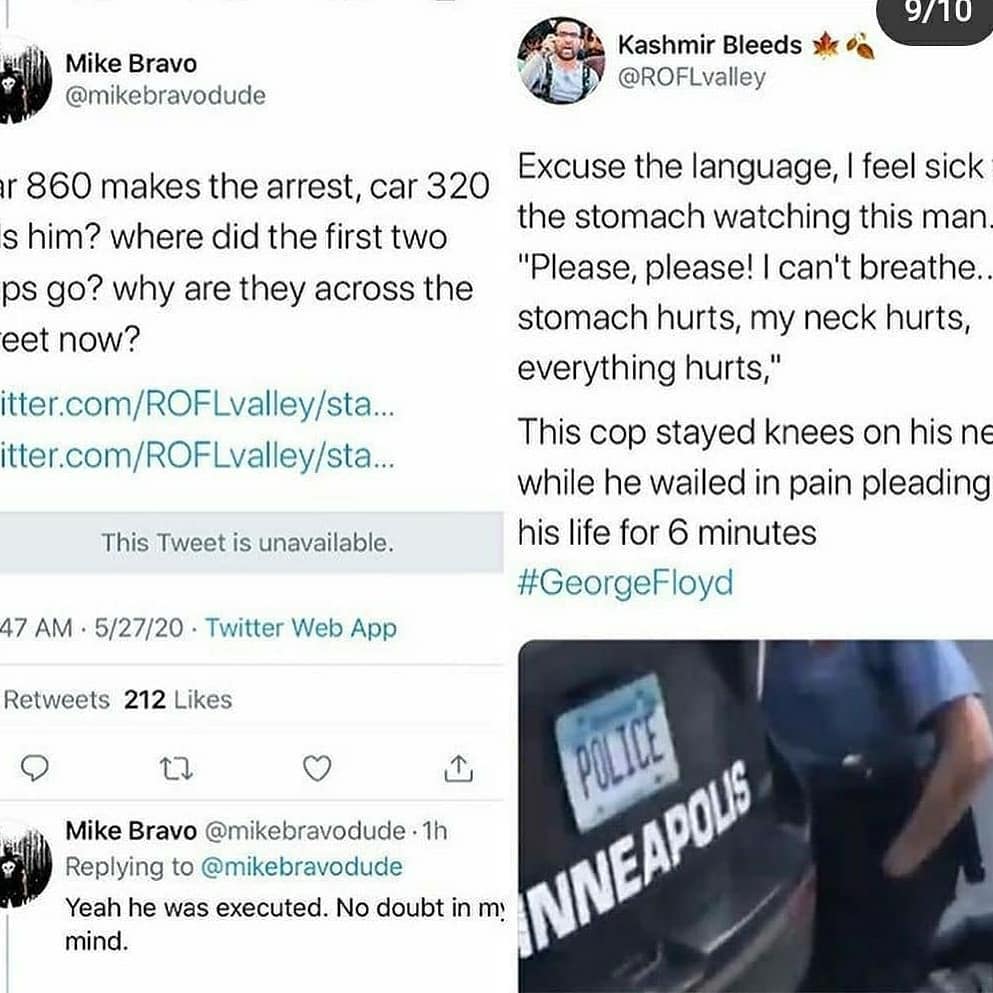 9/10
Mike Bravo
@mikebravodude
ar 860 makes the arrest, car 320
s him? where did the first two
ps go? why are they across the
eet now?
itter.com/ROFLvalley/sta...
itter.com/ROFLvalley/sta...
This Tweet is unavailable.
47 AM · 5/27/20 · Twitter Web App
Retweets 212 Likes
Mike Bravo @mikebravodude · 1h
Replying to @mikebravodude
Yeah he was executed. No doubt in my
mind.
Kashmir Bleeds 🍁🍂
@ROFLvalley
Excuse the language, I feel sick
the stomach watching this man.
"Please, please! I can't breathe..
stomach hurts, my neck hurts,
everything hurts,"
This cop stayed knees on his ne
while he wailed in pain pleading
his life for 6 minutes
#GeorgeFloyd
POLICE
INNEAPOLIS